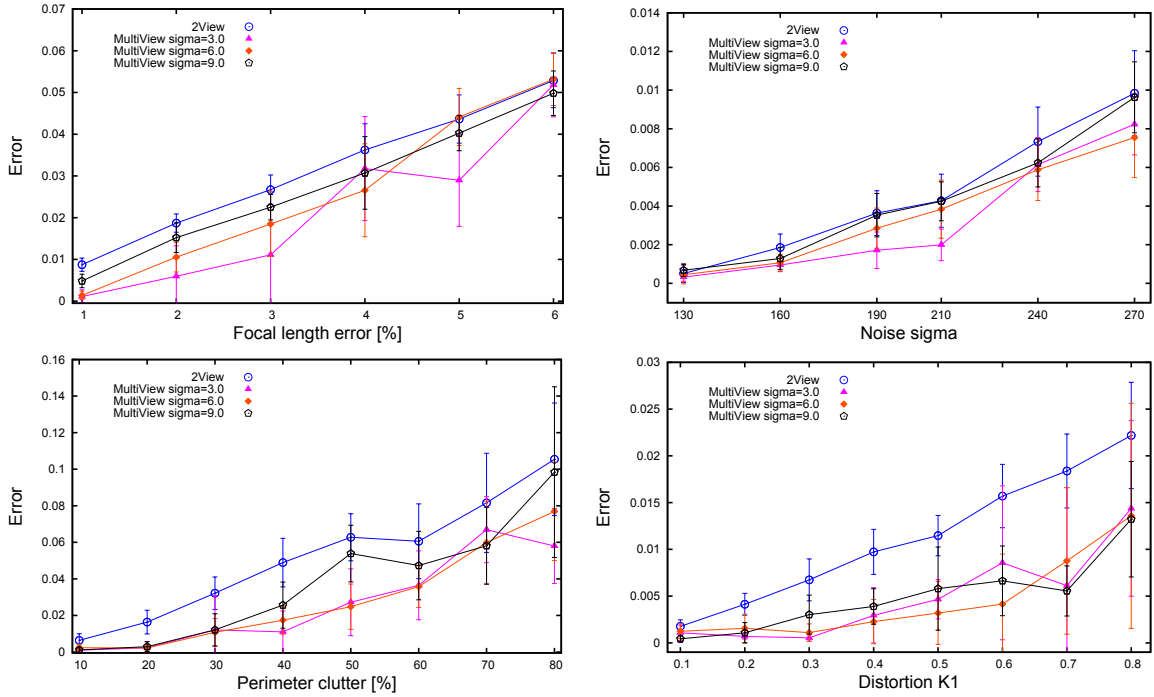 2View
MultiView sigma=3.0
MultiView sigma=6.0
MultiView sigma=9.0
Error
0.07
0.06
0.05
0.04
0.03
0.02
0.01
0
1 2 3 4 5 6
Focal length error [%]
2View
MultiView sigma=3.0
MultiView sigma=6.0
MultiView sigma=9.0
Error
0.014
0.012
0.01
0.008
0.006
0.004
0.002
0
130 160 190 210 240 270
Noise sigma
2View
MultiView sigma=3.0
MultiView sigma=6.0
MultiView sigma=9.0
Error
0.16
0.14
0.12
0.1
0.08
0.06
0.04
0.02
0
10 20 30 40 50 60 70 80
Perimeter clutter [%]
2View
MultiView sigma=3.0
MultiView sigma=6.0
MultiView sigma=9.0
Error
0.03
0.025
0.02
0.015
0.01
0.005
0
0.1 0.2 0.3 0.4 0.5 0.6 0.7 0.8
Distortion K1